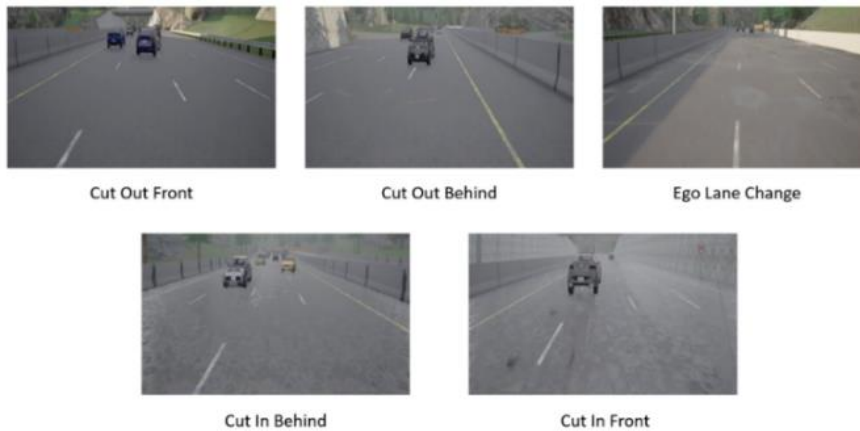 Cut Out Front
Cut Out Behind
Ego Lane Change
Cut In Behind
Cut In Front